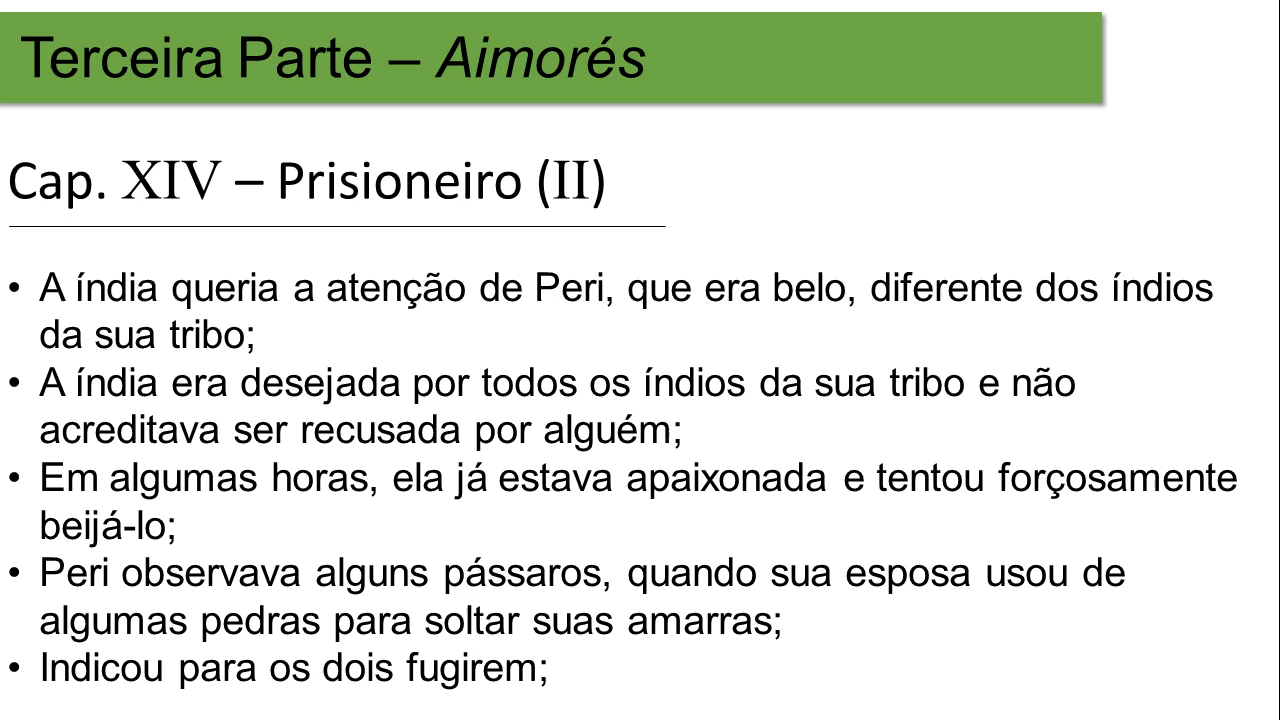 Terceira Parte – Aimorés
Cap. XIV – Prisioneiro (II)
• A índia queria a atenção de Peri, que era belo, diferente dos índios
da sua tribo;
• A índia era desejada por todos os índios da sua tribo e não
acreditava ser recusada por alguém;
• Em algumas horas, ela já estava apaixonada e tentou forçosamente
beijá-lo;
• Peri observava alguns pássaros, quando sua esposa usou de
algumas pedras para soltar suas amarras;
• Indicou para os dois fugirem;